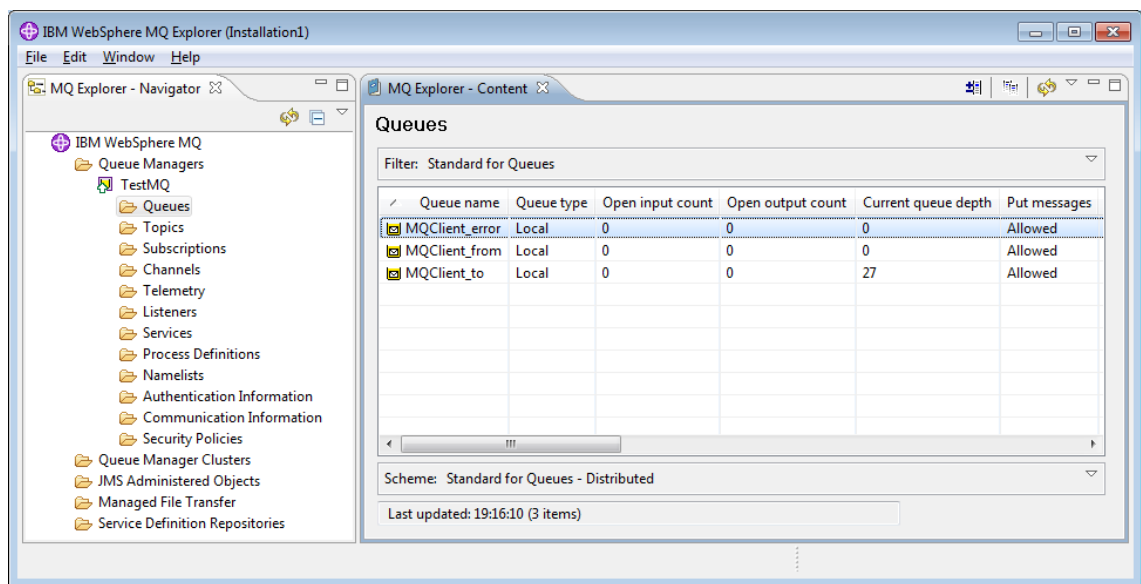 IBM WebSphere MQ Explorer (Installation1)
File Edit Window Help
MQ Explorer - Navigator
IBM WebSphere MQ
Queue Managers
TestMQ
Queues
Topics
Subscriptions
Channels
Telemetry
Listeners
Services
Process Definitions
Namelists
Authentication Information
Communication Information
Security Policies
Queue Manager Clusters
JMS Administered Objects
Managed File Transfer
Service Definition Repositories
MQ Explorer - Content
Queues
Filter: Standard for Queues
Queue name Queue type Open input count Open output count Current queue depth Put messages
MQClient_error Local 0 0 0 Allowed
MQClient_from Local 0 0 0 Allowed
MQClient_to Local 0 0 27 Allowed
Scheme: Standard for Queues - Distributed
Last updated: 19:16:10 (3 items)